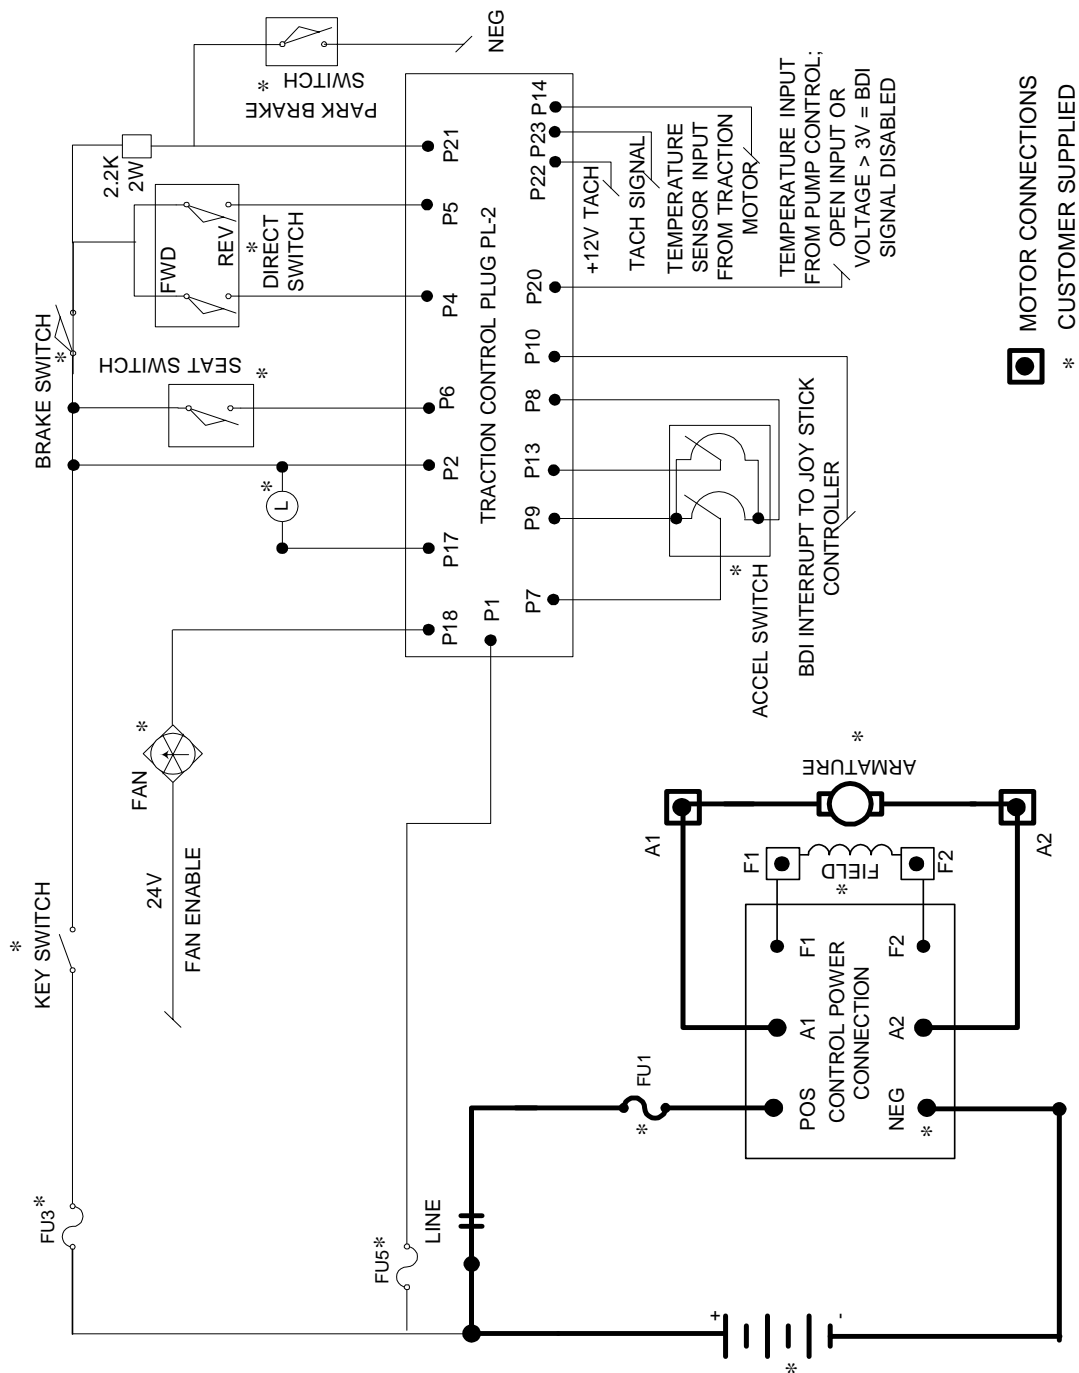 FU3*
*
KEY SWITCH
BRAKE SWITCH
*
2.2K
2W
*
SWITCH
PARK BRAKE
NEG
FAN
*
24V
FAN ENABLE
SEAT SWITCH
*
FWD
REV
*
DIRECT
SWITCH
*
L
P18
P17
P2
P6
P4
P5
P21
P1
TRACTION CONTROL PLUG PL-2
P7
P9
P13
P8
P10
P20
P22
P23
P14
+12V TACH
TACH SIGNAL
TEMPERATURE
SENSOR INPUT
FROM TRACTION
MOTOR
TEMPERATURE INPUT
FROM PUMP CONTROL;
OPEN INPUT OR
VOLTAGE > 3V = BDI
SIGNAL DISABLED
*
ACCEL SWITCH
BDI INTERRUPT TO JOY STICK
CONTROLLER
FU5*
LINE
FU1
*
+
-
*
POS
NEG
*
A1
A2
F1
F2
CONTROL POWER
CONNECTION
F1
F2
FIELD
*
A1
A2
ARMATURE
*
MOTOR CONNECTIONS
* CUSTOMER SUPPLIED